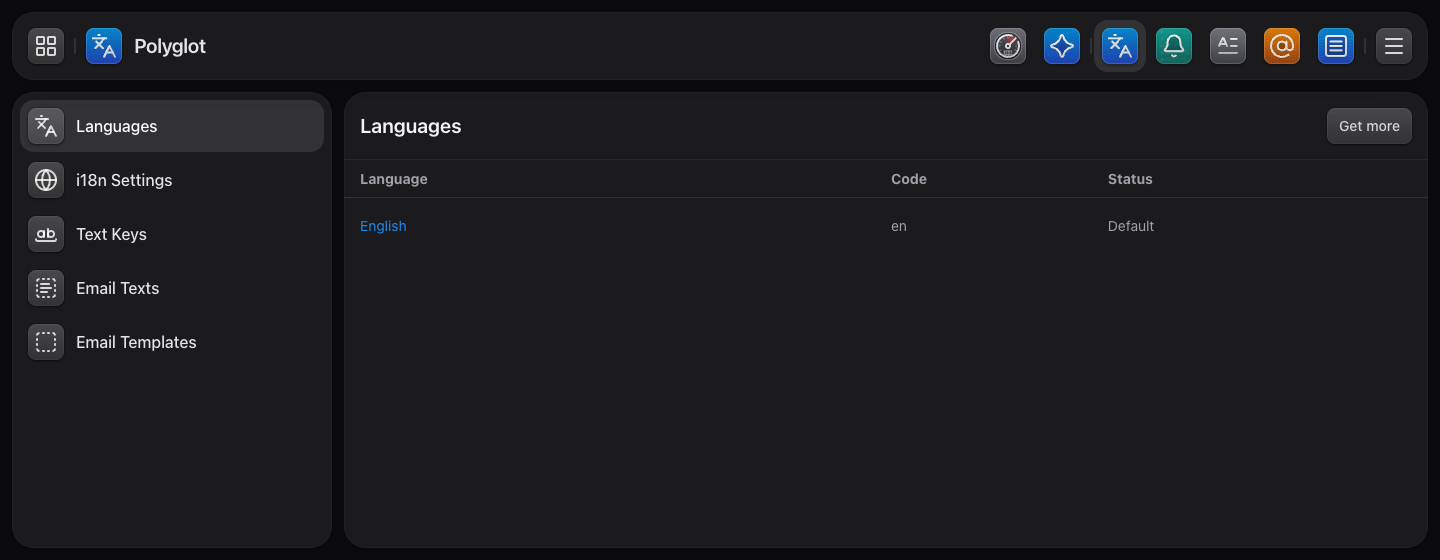 Polyglot
Languages
i18n Settings
Text Keys
Email Texts
Email Templates
Languages
Get more
Language Code Status
English en Default